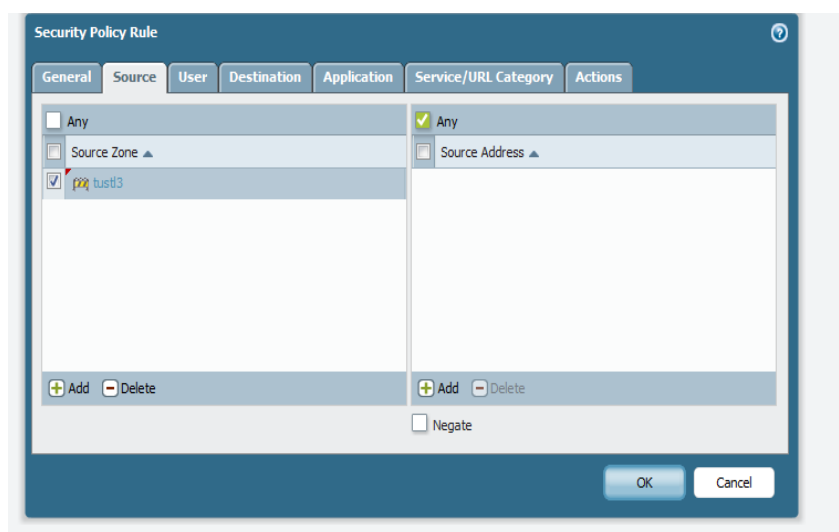 Security Policy Rule
General Source User Destination Application Service/URL Category Actions
Any
Source Zone
tustl3
Add Delete
Any
Source Address
Add Delete
Negate
OK Cancel